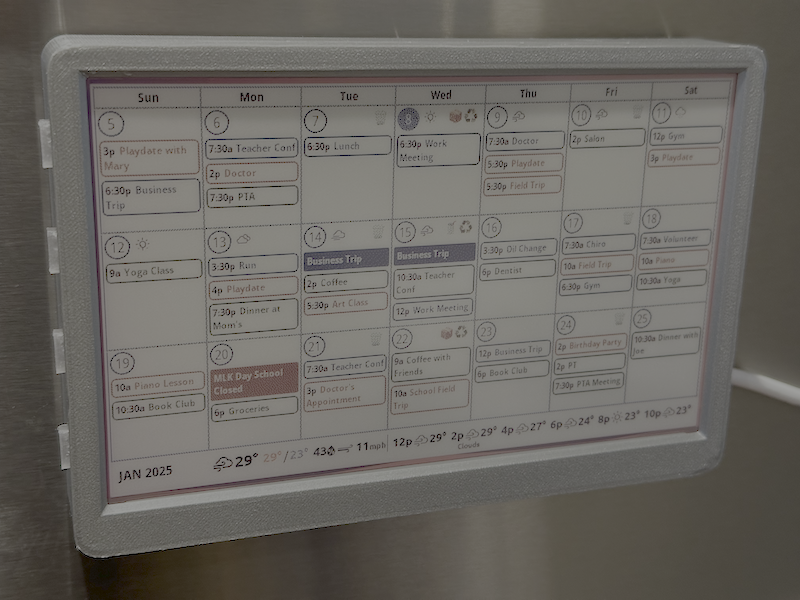 Sun Mon Tue Wed Thu Fri Sat
5
3p Playdate with
Mary
6:30p Business
Trip
6
7:30a Teacher Conf
2p Doctor
7:30p PTA
7
6:30p Lunch
8
6:30p Work
Meeting
9
7:30a Doctor
5:30p Playdate
5:30p Field Trip
10
2p Salon
11
12p Gym
3p Playdate
12
9a Yoga Class
13
3:30p Run
4p Playdate
7:30p Dinner at
Mom's
14
Business Trip
2p Coffee
5:30p Art Class
15
Business Trip
10:30a Teacher
Conf
12p Work Meeting
16
3:30p Oil Change
6p Dentist
17
7:30a Chiro
10a Field Trip
6:30p Gym
18
7:30a Volunteer
10a Piano
10:30a Yoga
19
10a Piano Lesson
10:30a Book Club
20
MLK Day School
Closed
6p Groceries
21
7:30a Teacher Conf
3p Doctor's
Appointment
22
9a Coffee with
Friends
10a School Field
Trip
23
12p Business Trip
6p Book Club
24
2p Birthday Party
2p PT
7:30p PTA Meeting
25
10:30a Dinner with
Joe
JAN 2025
29° 29°/23° 43 11mph 12p 29° 2p 29° 4p 27° 6p 24° 8p 23° 10p 23°
Clouds